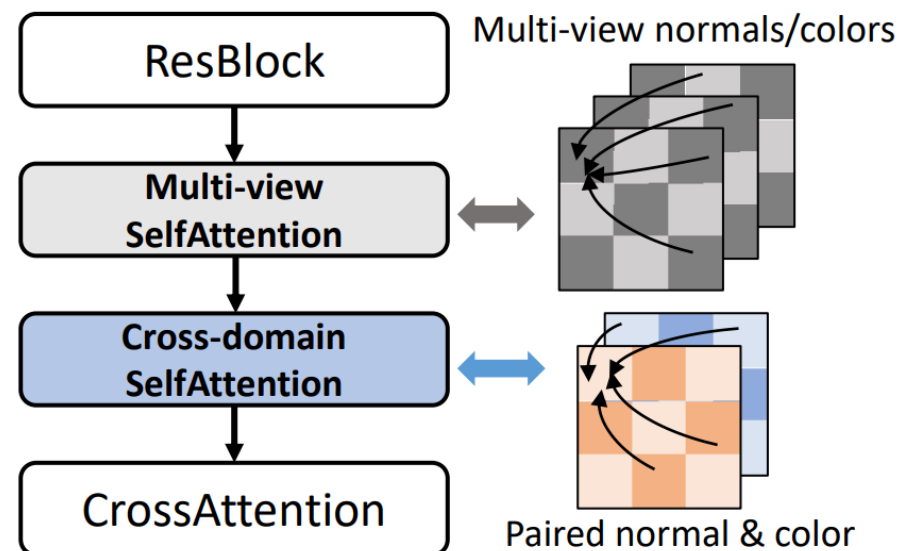 ResBlock
Multi-view normals/colors
Multi-view
SelfAttention
Cross-domain
SelfAttention
CrossAttention
Paired normal & color